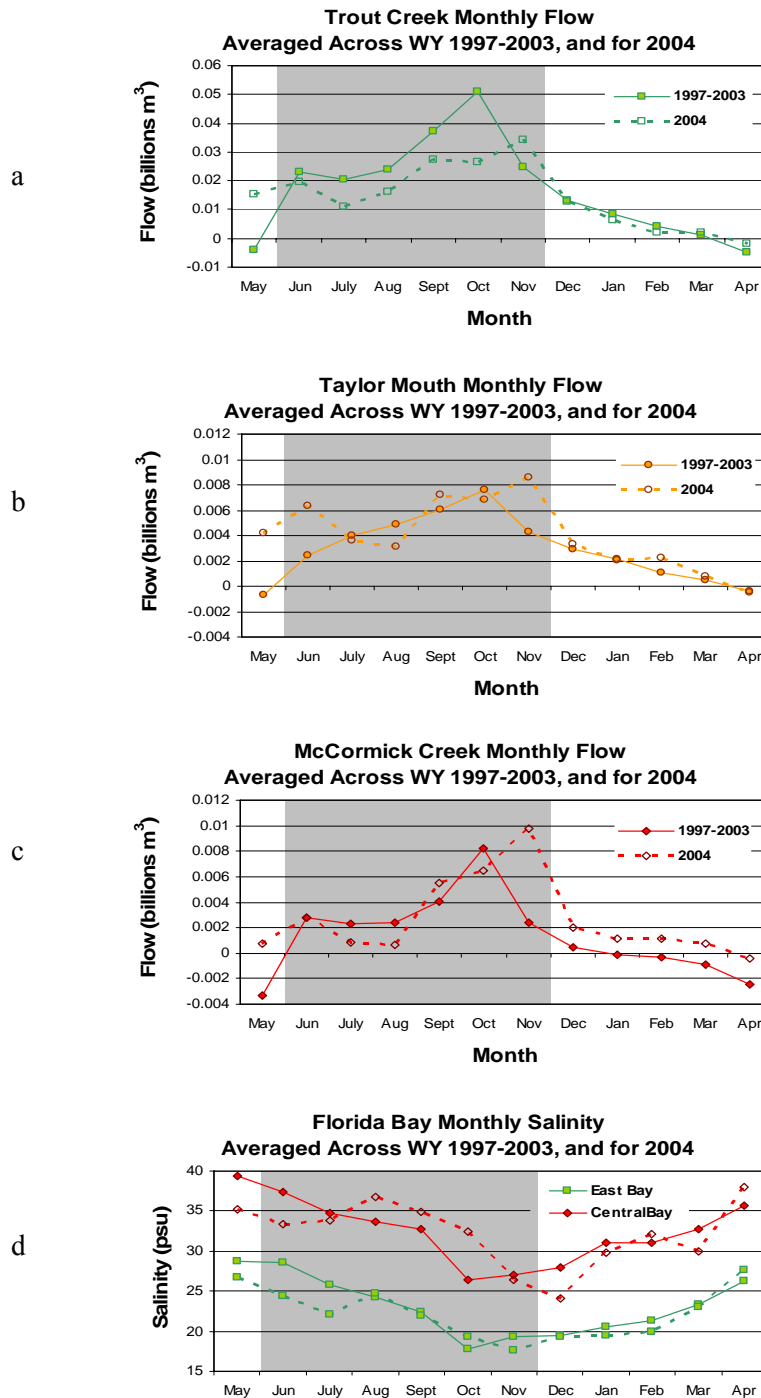 Trout Creek Monthly Flow
Averaged Across WY 1997-2003, and for 2004
a
Flow (billions m³)
0.06
0.05
0.04
0.03
0.02
0.01
0
-0.01
1997-2003
2004
May Jun July Aug Sept Oct Nov Dec Jan Feb Mar Apr
Month
Taylor Mouth Monthly Flow
Averaged Across WY 1997-2003, and for 2004
b
Flow (billions m³)
0.012
0.01
0.008
0.006
0.004
0.002
0
-0.002
-0.004
1997-2003
2004
May Jun July Aug Sept Oct Nov Dec Jan Feb Mar Apr
Month
McCormick Creek Monthly Flow
Averaged Across WY 1997-2003, and for 2004
c
Flow (billions m³)
0.012
0.01
0.008
0.006
0.004
0.002
0
-0.002
-0.004
1997-2003
2004
May Jun July Aug Sept Oct Nov Dec Jan Feb Mar Apr
Month
Florida Bay Monthly Salinity
Averaged Across WY 1997-2003, and for 2004
d
Salinity (psu)
40
35
30
25
20
15
East Bay
CentralBay
May Jun July Aug Sept Oct Nov Dec Jan Feb Mar Apr